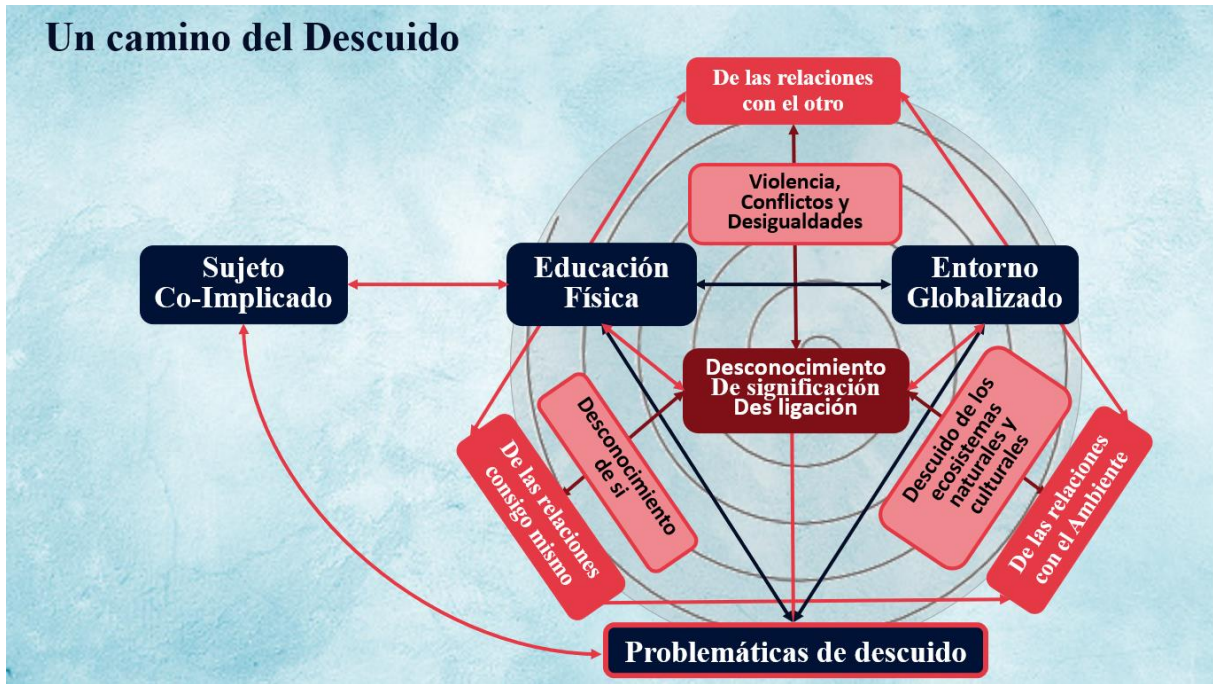 Un camino del Descuido
De las relaciones
con el otro
Violencia,
Conflictos y
Desigualdades
Sujeto
Co-Implicado
Educación
Física
Entorno
Globalizado
Desconocimiento
De significación
Des ligación
Desconocimiento
de si
Descuido de los
ecosistemas
naturales y
culturales
De las relaciones
consigo mismo
De las relaciones
con el Ambiente
Problemáticas de descuido